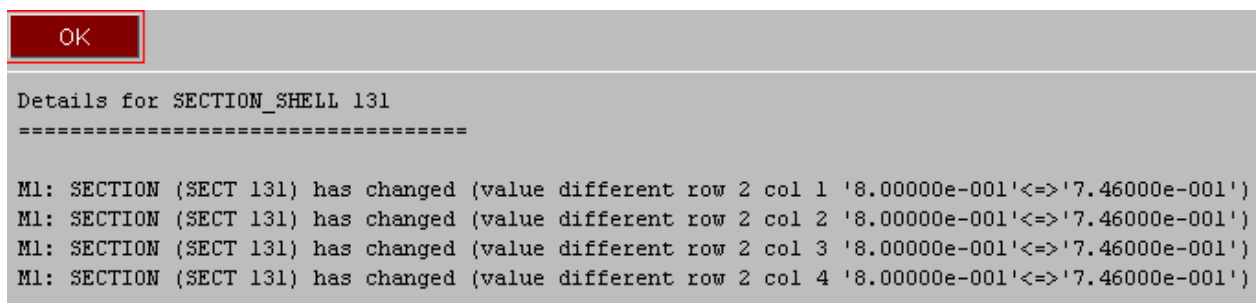 OK
Details for SECTION_SHELL 131
===================================
M1: SECTION (SECT 131) has changed (value different row 2 col 1 '8.00000e-001'<=>'7.46000e-001')
M1: SECTION (SECT 131) has changed (value different row 2 col 2 '8.00000e-001'<=>'7.46000e-001')
M1: SECTION (SECT 131) has changed (value different row 2 col 3 '8.00000e-001'<=>'7.46000e-001')
M1: SECTION (SECT 131) has changed (value different row 2 col 4 '8.00000e-001'<=>'7.46000e-001')